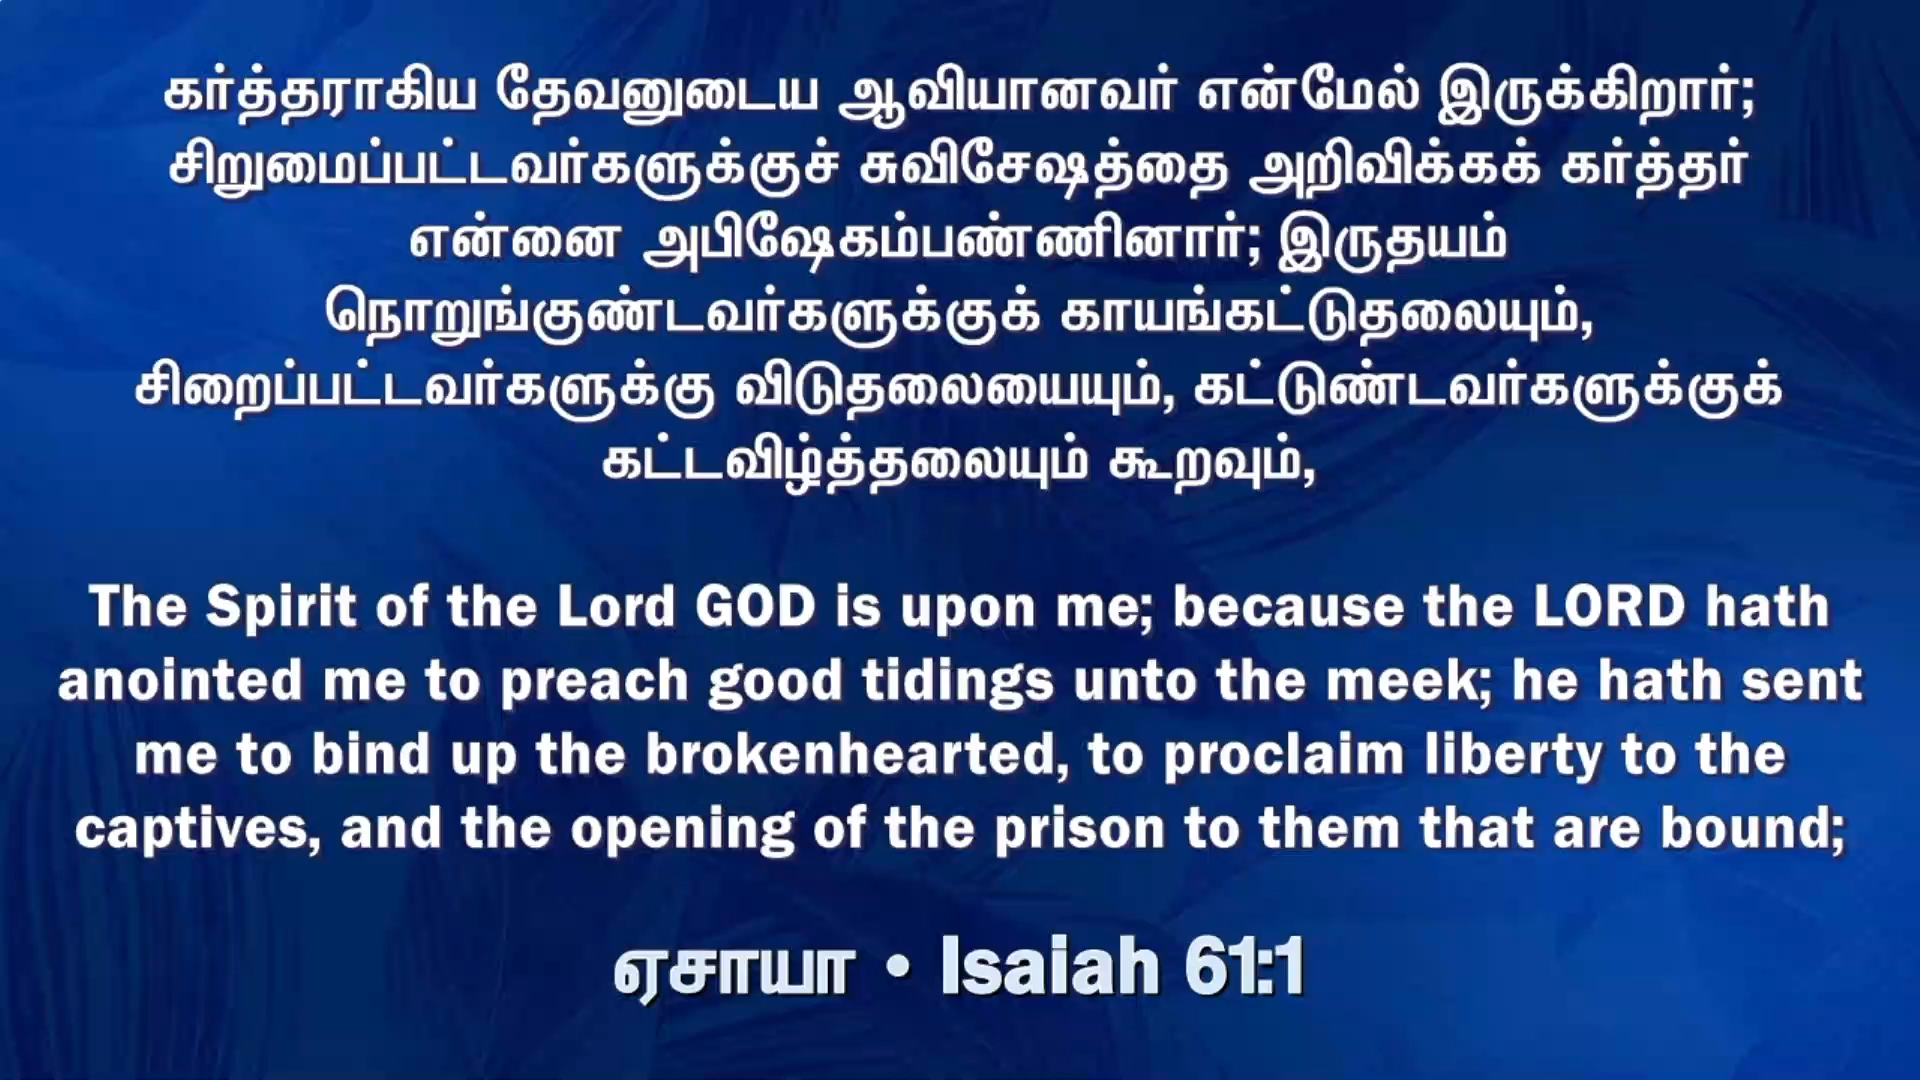 கர்த்தராகிய தேவனுடைய ஆவியானவர் என்மேல் இருக்கிறார்;
சிறுமைப்பட்டவர்களுக்குச் சுவிசேஷத்தை அறிவிக்கக் கர்த்தர்
என்னை அபிஷேகம்பண்ணினார்; இருதயம்
நொறுங்குண்டவர்களுக்குக் காயங்கட்டுதலையும்,
சிறைப்பட்டவர்களுக்கு விடுதலையையும், கட்டுண்டவர்களுக்குக்
கட்டவிழ்த்தலையும் கூறவும்,
The Spirit of the Lord GOD is upon me; because the LORD hath
anointed me to preach good tidings unto the meek; he hath sent
me to bind up the brokenhearted, to proclaim liberty to the
captives, and the opening of the prison to them that are bound;
ஏசாயா • Isaiah 61:1